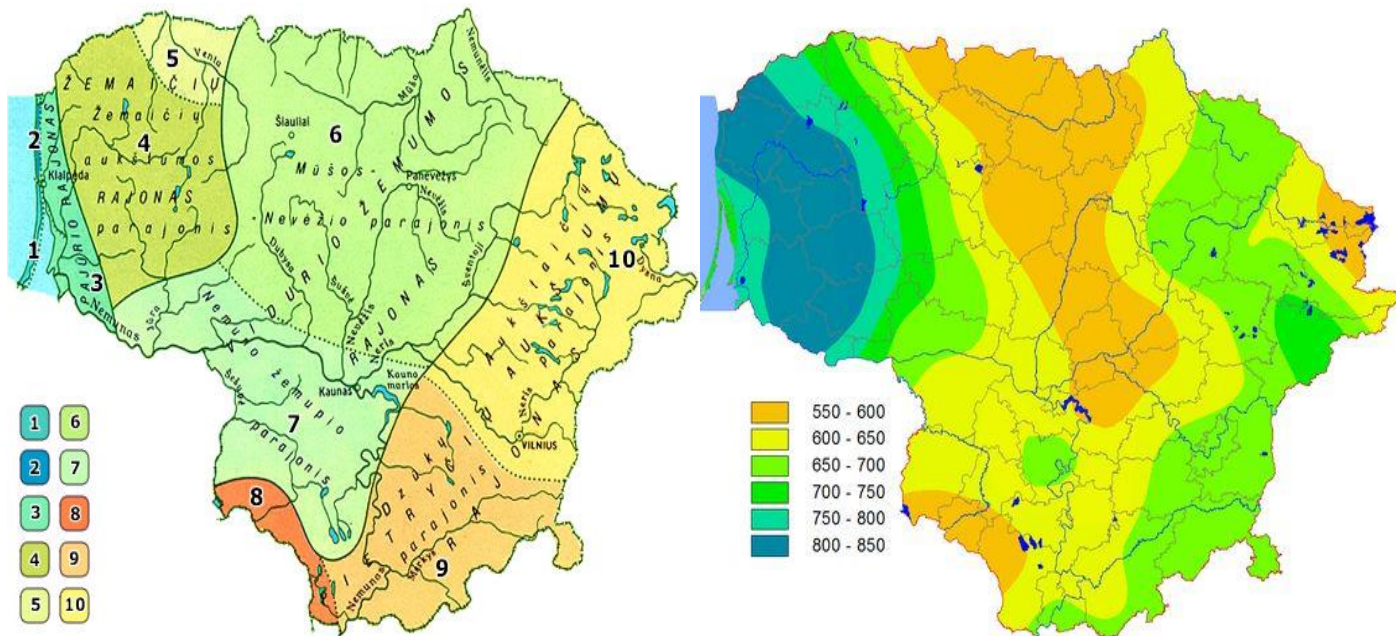 5
Venta
ŽEMAIČIŲ
Žemaičių
4
aukštumos
RAJONAS
parajonis
2
Klaipėda
1
PAJŪRIO RAJONAS
3
Nemunas
Jūra
Šiauliai
6
Mūša
Nemunėlis
Mūšos-
Panevėžys
Nevėžis
-Nevėžio parajonis
VIDURIO ŽEMUMOS
RAJONAS
Dubysa
Šušvė
Nevėžis
Neris
Šventoji
Nemuno
žemupio
parajonis
7
Šešupė
Kaunas
Kauno
marios
10
Aukštaičių
parajonis
Neris
VILNIUS
8
Dzūkų
parajonis
Nemunas
Merkys
9
1 6
2 7
3 8
4 9
5 10
550 - 600
600 - 650
650 - 700
700 - 750
750 - 800
800 - 850